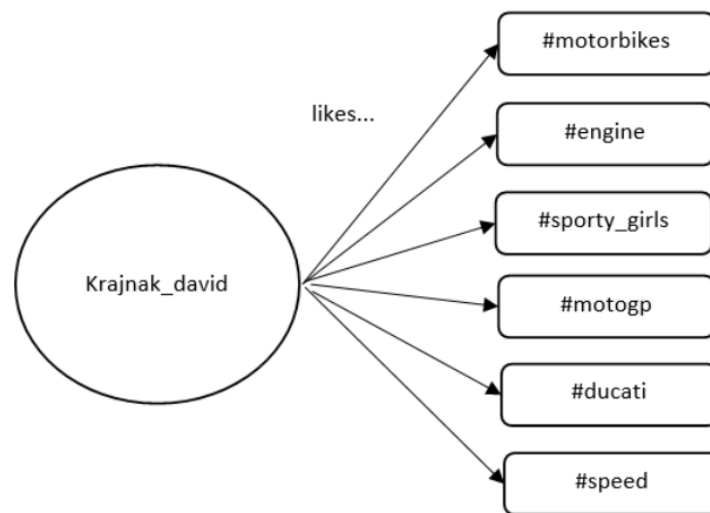 #motorbikes
likes...
#engine
#sporty_girls
Krajnak_david
#motogp
#ducati
#speed